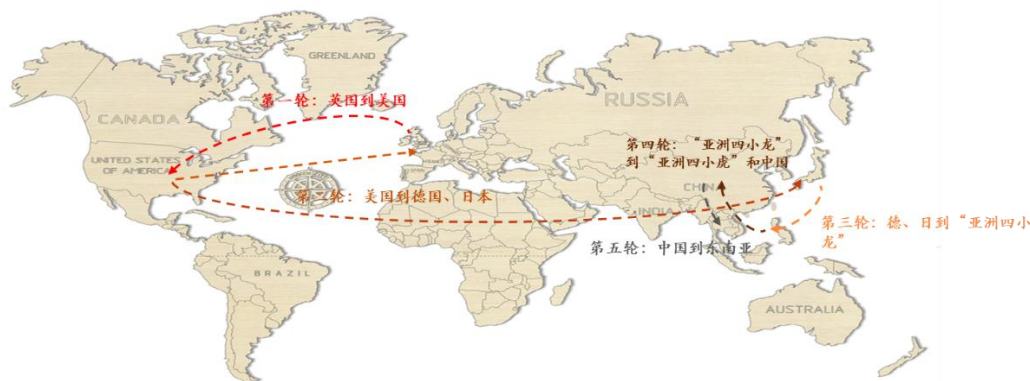 GREENLAND
第一轮：英国到美国
RUSSIA
CANADA
第四轮：“亚洲四小龙”
到“亚洲四小虎”和中国
UNITED STATES
OF AMERICA
CHINA
第二轮：美国到德国、日本
INDIA
第三轮：德、日到“亚洲四小
龙”
第五轮：中国到东南亚
BRAZIL
AUSTRALIA